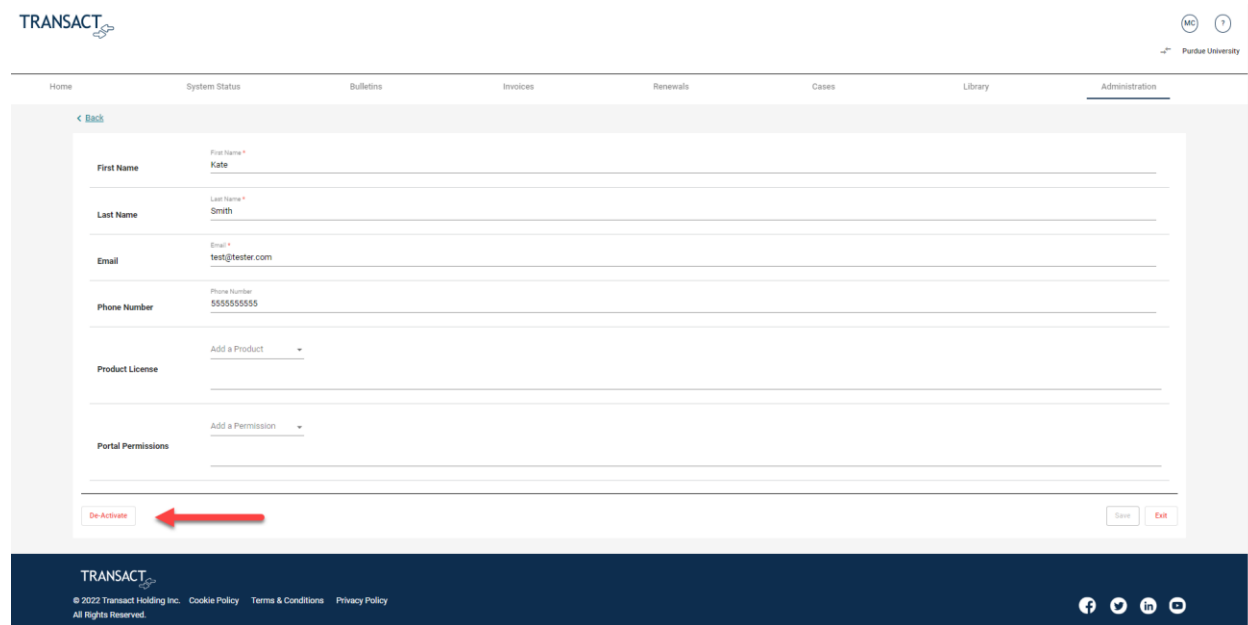 TRANSACT
MC ?
Purdue University
Home System Status Bulletins Invoices Renewals Cases Library Administration
< Back
First Name *
First Name Kate
Last Name *
Last Name Smith
Email *
Email test@tester.com
Phone Number
Phone Number 5555555555
Add a Product
Product License
Add a Permission
Portal Permissions
De-Activate Save Exit
TRANSACT
© 2022 Transact Holding Inc. Cookie Policy Terms & Conditions Privacy Policy
All Rights Reserved.